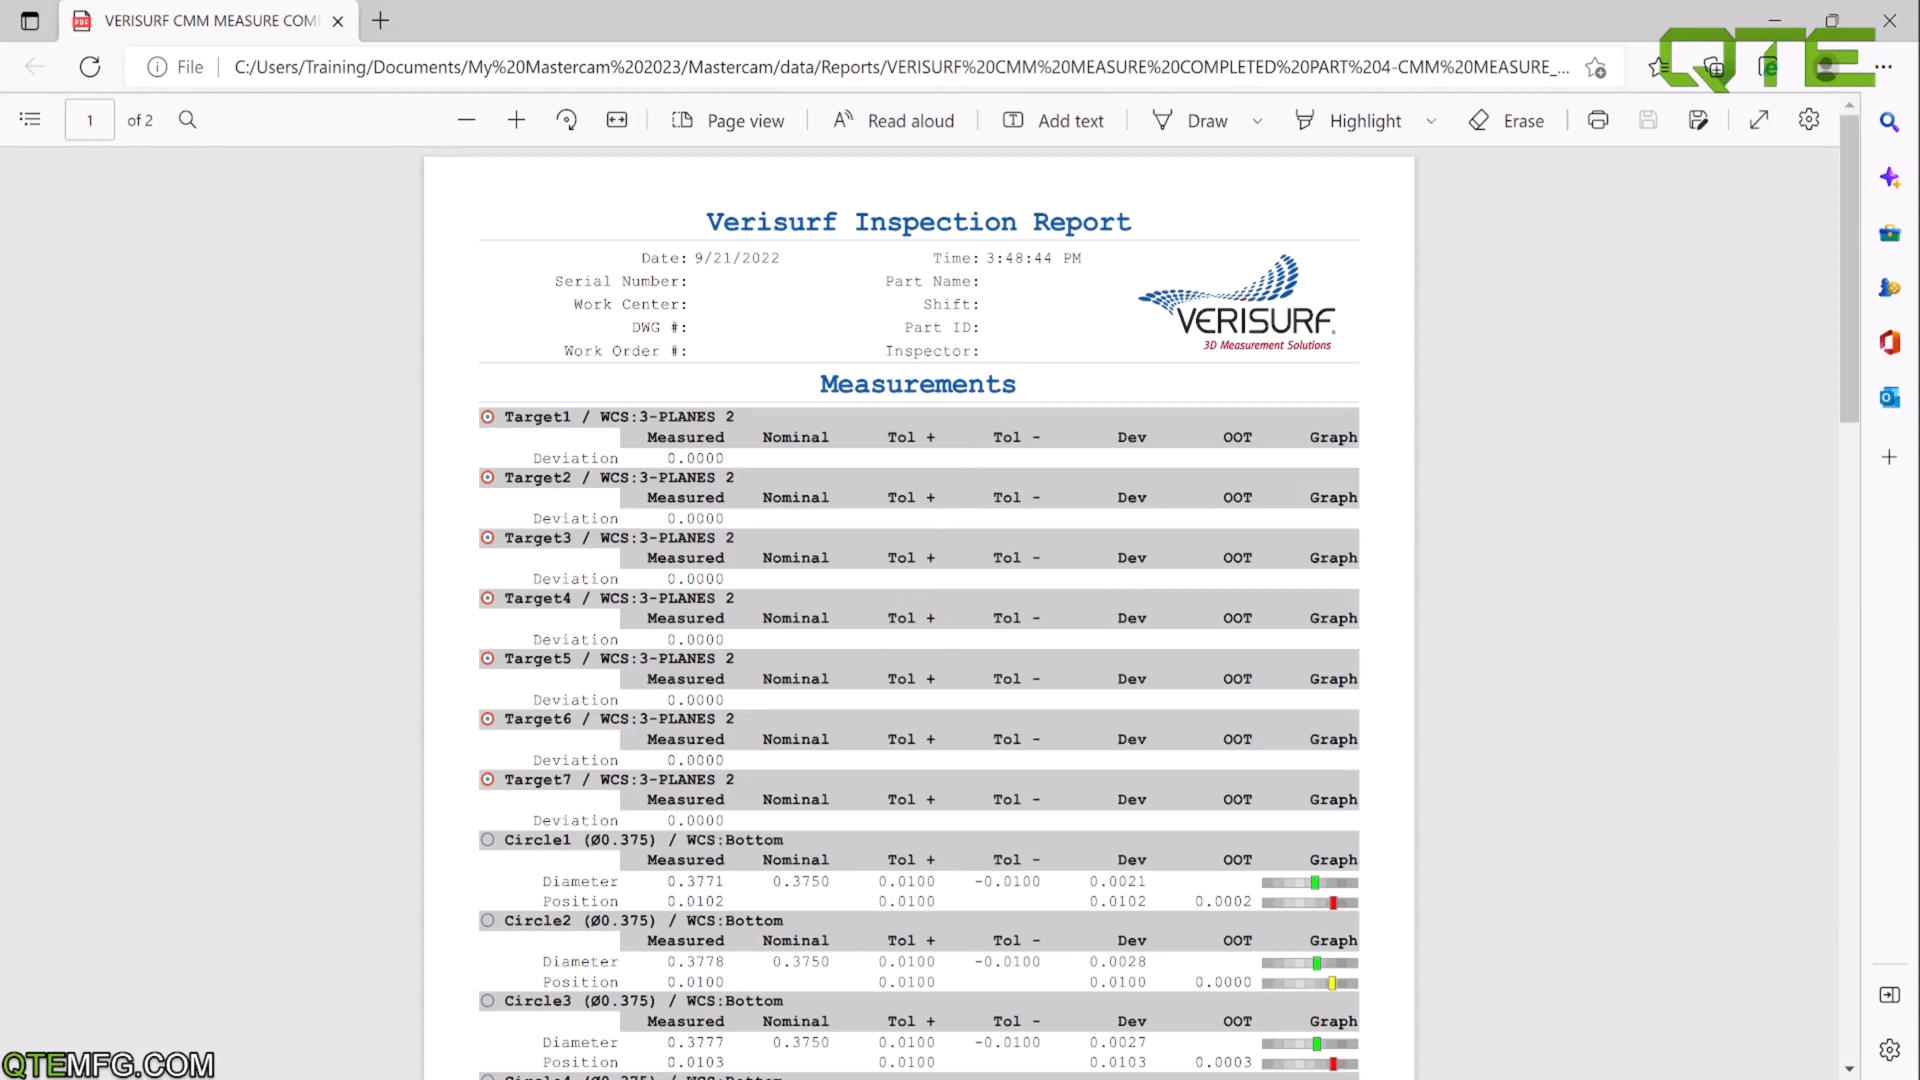 VERISURF CMM MEASURE COM
QTE
File C:/Users/Training/Documents/My%20Mastercam%202023/Mastercam/data/Reports/VERISURF%20CMM%20MEASURE%20COMPLETED%20PART%204-CMM%20MEASURE_...
1 of 2 Page view Read aloud Add text Draw Highlight Erase
Verisurf Inspection Report
Date: 9/21/2022 Time: 3:48:44 PM
Serial Number: Part Name:
Work Center: Shift:
DWG #: Part ID:
Work Order #: Inspector:
VERISURF
3D Measurement Solutions
Measurements
Target1 / WCS:3-PLANES 2
Measured Nominal Tol + Tol - Dev OOT Graph
Deviation 0.0000
Target2 / WCS:3-PLANES 2
Measured Nominal Tol + Tol - Dev OOT Graph
Deviation 0.0000
Target3 / WCS:3-PLANES 2
Measured Nominal Tol + Tol - Dev OOT Graph
Deviation 0.0000
Target4 / WCS:3-PLANES 2
Measured Nominal Tol + Tol - Dev OOT Graph
Deviation 0.0000
Target5 / WCS:3-PLANES 2
Measured Nominal Tol + Tol - Dev OOT Graph
Deviation 0.0000
Target6 / WCS:3-PLANES 2
Measured Nominal Tol + Tol - Dev OOT Graph
Deviation 0.0000
Target7 / WCS:3-PLANES 2
Measured Nominal Tol + Tol - Dev OOT Graph
Deviation 0.0000
Circle1 (Ø0.375) / WCS:Bottom
Measured Nominal Tol + Tol - Dev OOT Graph
Diameter 0.3771 0.3750 0.0100 -0.0100 0.0021
Position 0.0102 0.0100 0.0102 0.0002
Circle2 (Ø0.375) / WCS:Bottom
Measured Nominal Tol + Tol - Dev OOT Graph
Diameter 0.3778 0.3750 0.0100 -0.0100 0.0028
Position 0.0100 0.0100 0.0100 0.0000
Circle3 (Ø0.375) / WCS:Bottom
Measured Nominal Tol + Tol - Dev OOT Graph
Diameter 0.3777 0.3750 0.0100 -0.0100 0.0027
Position 0.0103 0.0100 0.0103 0.0003
QTEMFG.COM